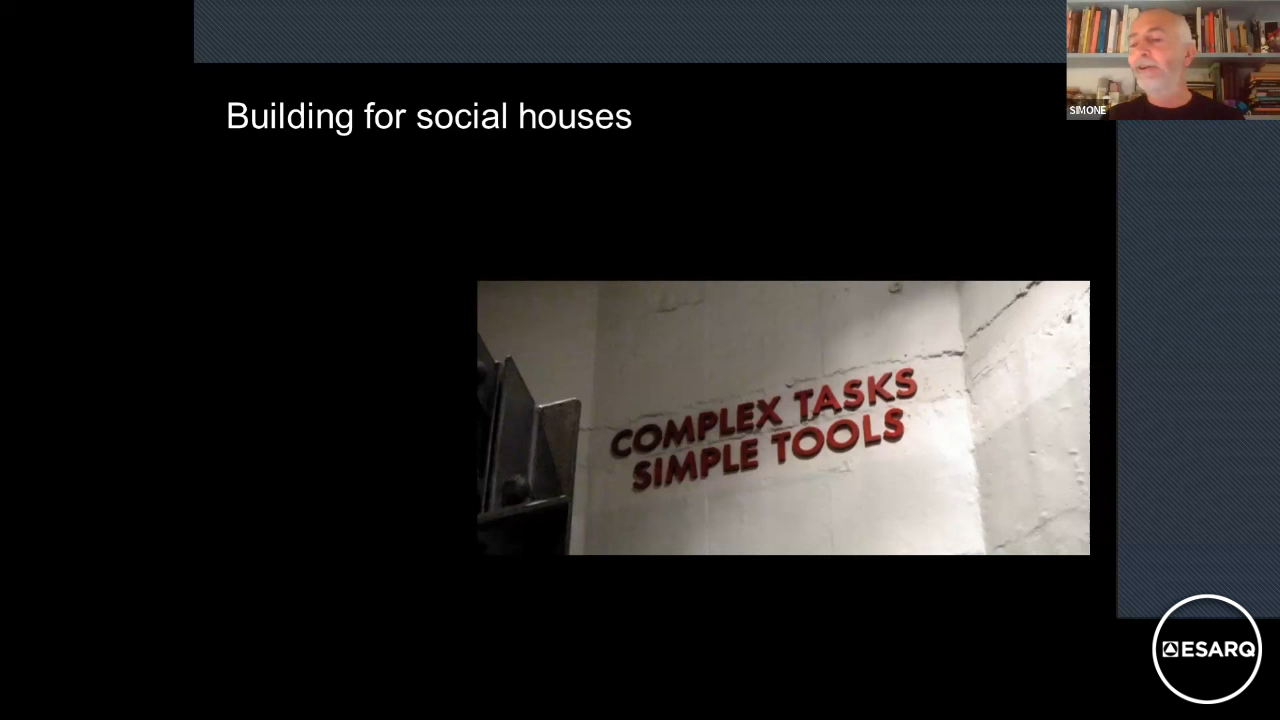 SIMONE
Building for social houses
COMPLEX TASKS
SIMPLE TOOLS
ESARQ